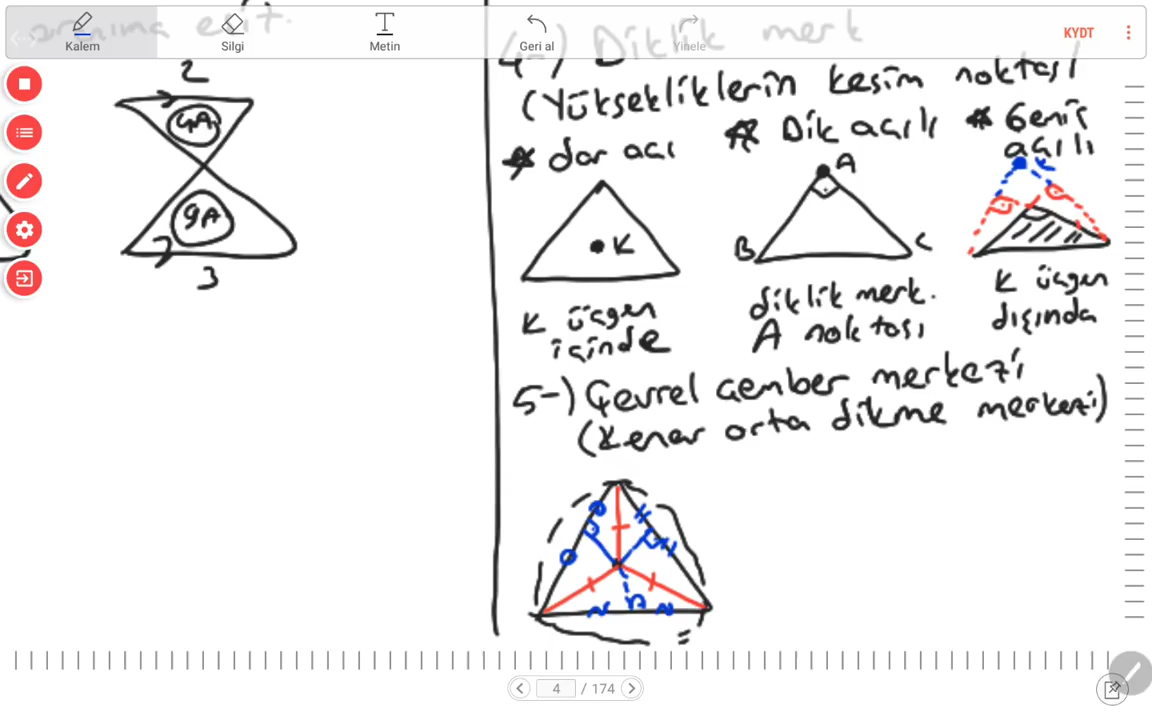 Kalem
Silgi
Metin
Geri al
Yinele
KYDT
oranıma eşit.
2
4A
9A
3
4-) Diklik merk
(Yüksekliklerin kesim noktası
* dar açı
K
K üçgen
içinde
* Dik açılı
A
B
C
diklik merk.
A noktası
* Geniş
açılı
K
K üçgen
dışında
5-) Çevrel çember merkezi
(Kenar orta dikme merkezi)
4 / 174